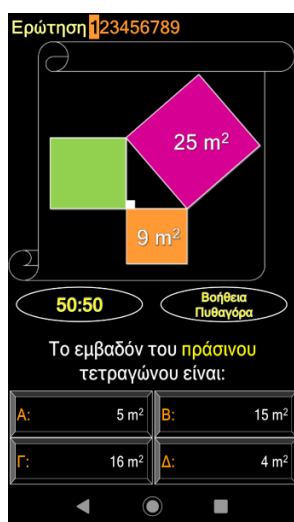 Ερώτηση 123456789
25 m²
9 m²
50:50
Βοήθεια
Πυθαγόρα
Το εμβαδόν του πράσινου
τετραγώνου είναι:
Α: 5 m²
Β: 15 m²
Γ: 16 m²
Δ: 4 m²